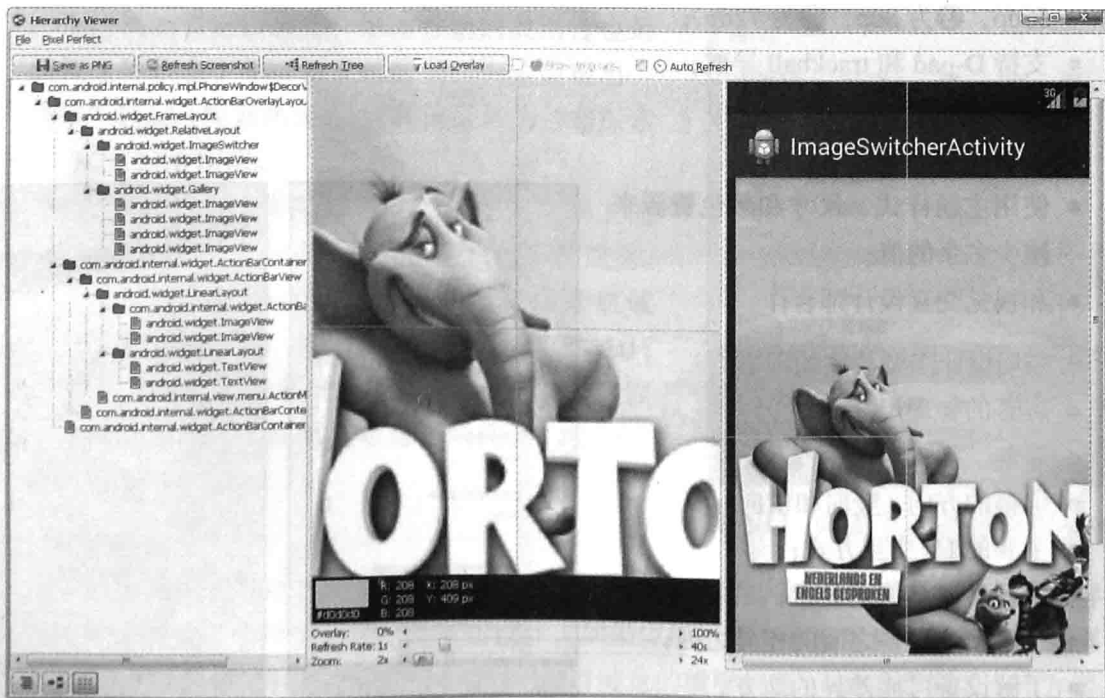 Hierarchy Viewer
File Pixel Perfect
Save as PNG Refresh Screenshot Refresh Tree Load Overlay Auto Refresh
支持 D-pad 和 trackball
com.android.internal.policy.impl.PhoneWindow$DecorV
com.android.internal.widget.ActionBarOverlayLayou
android.widget.FrameLayout
android.widget.RelativeLayout
android.widget.ImageSwitcher
android.widget.ImageView
android.widget.ImageView
android.widget.Gallery
android.widget.ImageView
android.widget.ImageView
android.widget.ImageView
android.widget.ImageView
com.android.internal.widget.ActionBarContainer
com.android.internal.widget.ActionBarView
android.widget.LinearLayout
com.android.internal.widget.ActionBa
android.widget.ImageView
android.widget.ImageView
android.widget.LinearLayout
android.widget.TextView
android.widget.TextView
com.android.internal.view.menu.ActionM
com.android.internal.widget.ActionBarConte
com.android.internal.widget.ActionBarContainer
ORTO
#d0d0d0
R: 208 X: 208 px
G: 208 Y: 409 px
B: 208
Overlay: 0% 100%
Refresh Rate: 1s 40s
Zoom: 2x 24x
3G
ImageSwitcherActivity
HORTON
NEDERLANDS EN
ENGELS GESPROKEN